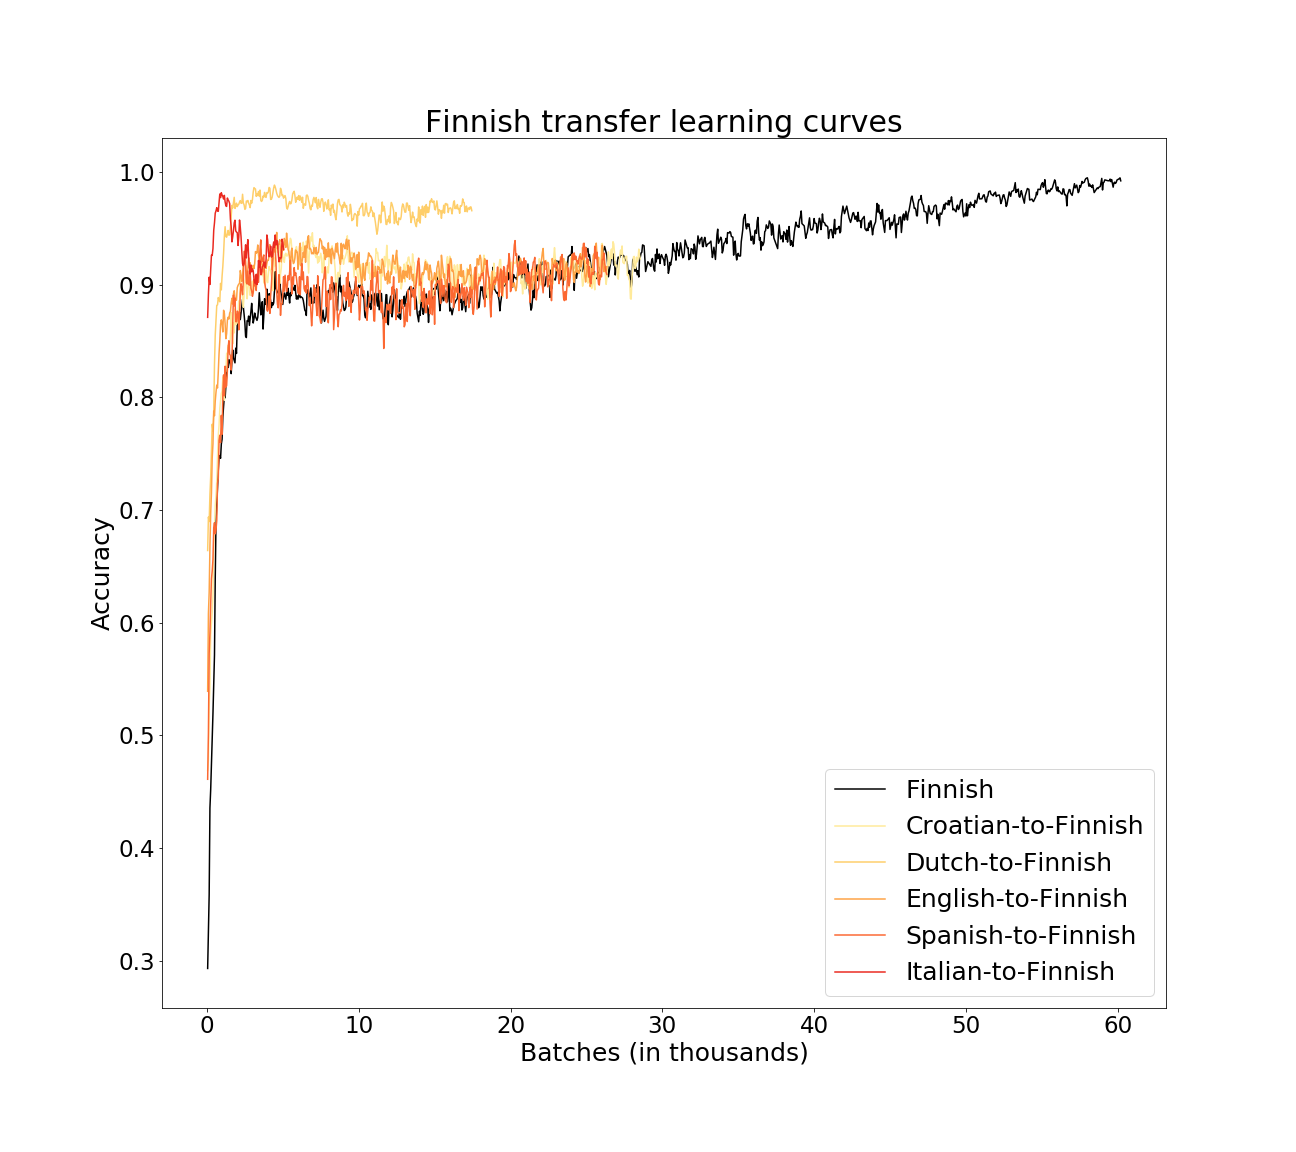 Finnish transfer learning curves
1.0
0.9
0.8
0.7
0.6
0.5
0.4
0.3
Accuracy
0 10 20 30 40 50 60
Batches (in thousands)
Finnish
Croatian-to-Finnish
Dutch-to-Finnish
English-to-Finnish
Spanish-to-Finnish
Italian-to-Finnish